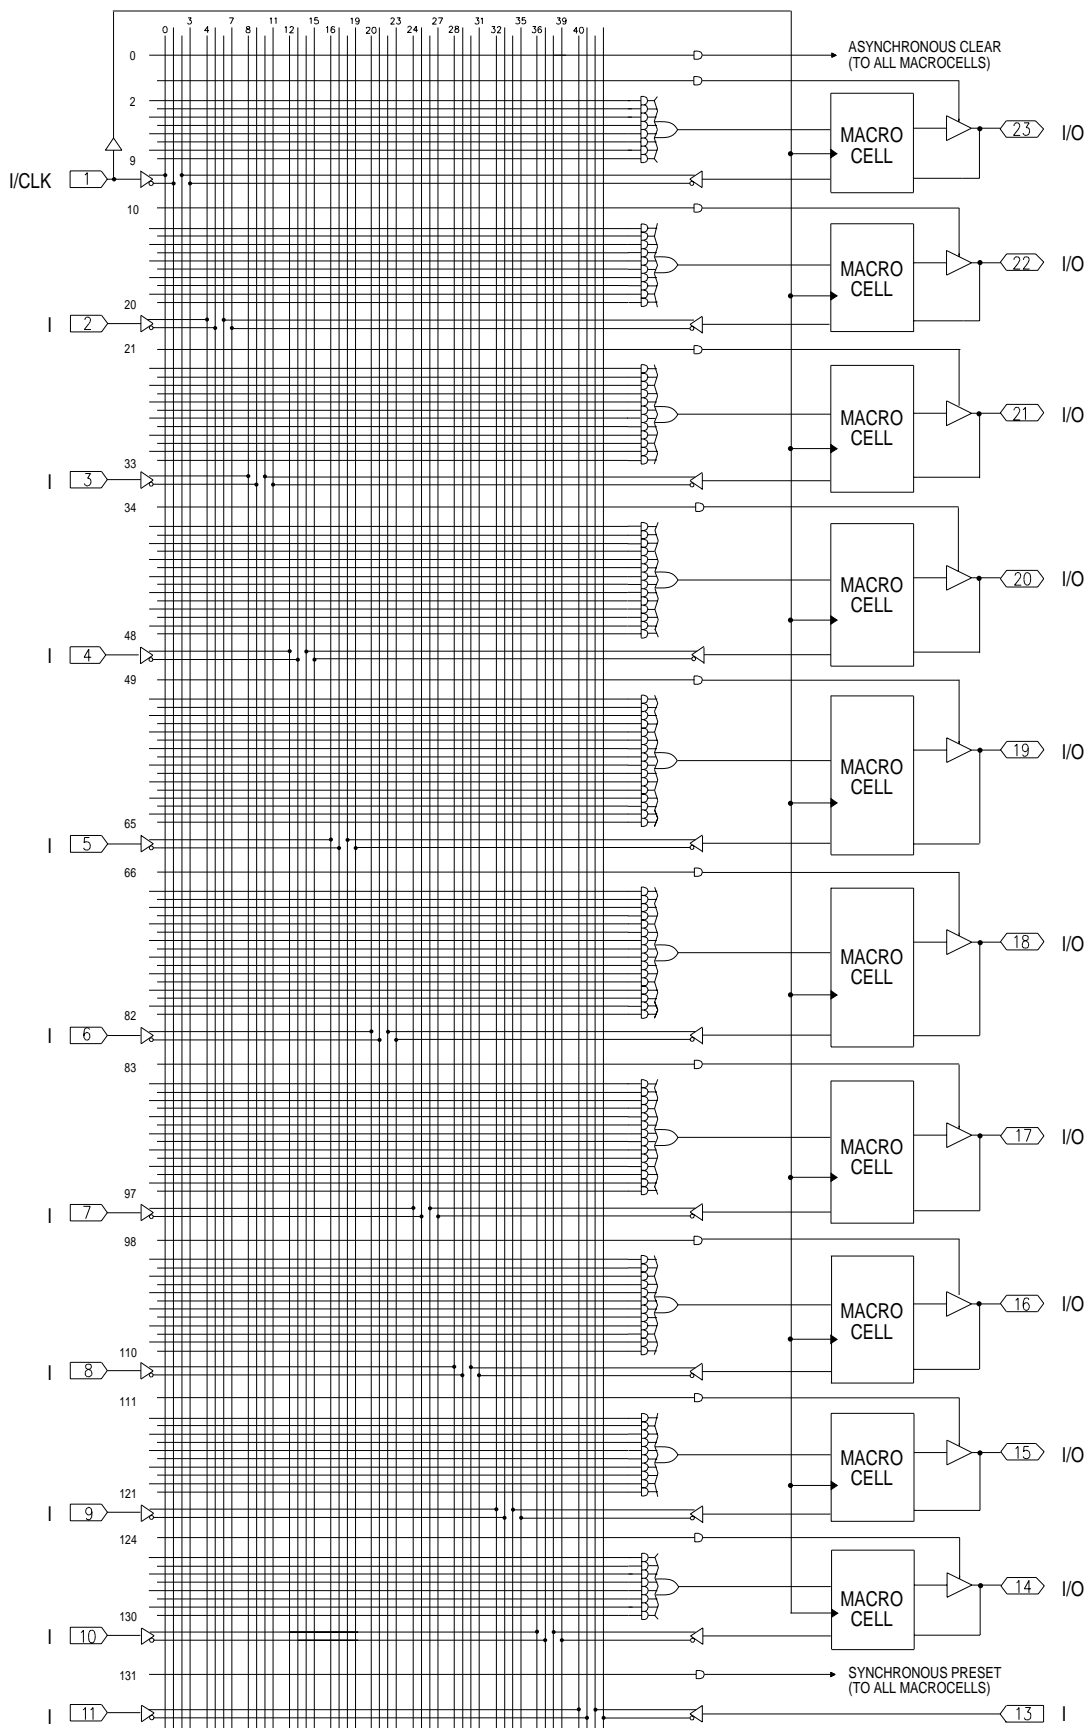 3 7 11 15 19 23 27 31 35 39
0 4 8 12 16 20 24 28 32 36 40
0 ASYNCHRONOUS CLEAR
(TO ALL MACROCELLS)
2
MACRO
CELL
23 I/O
9
I/CLK 1
10
MACRO
CELL
22 I/O
20
I 2
21
MACRO
CELL
21 I/O
33
I 3
34
MACRO
CELL
20 I/O
48
I 4
49
MACRO
CELL
19 I/O
65
I 5
66
MACRO
CELL
18 I/O
82
I 6
83
MACRO
CELL
17 I/O
97
I 7
98
MACRO
CELL
16 I/O
110
I 8
111
MACRO
CELL
15 I/O
121
I 9
124
MACRO
CELL
14 I/O
130
I 10
131 SYNCHRONOUS PRESET
(TO ALL MACROCELLS)
I 11 13 I